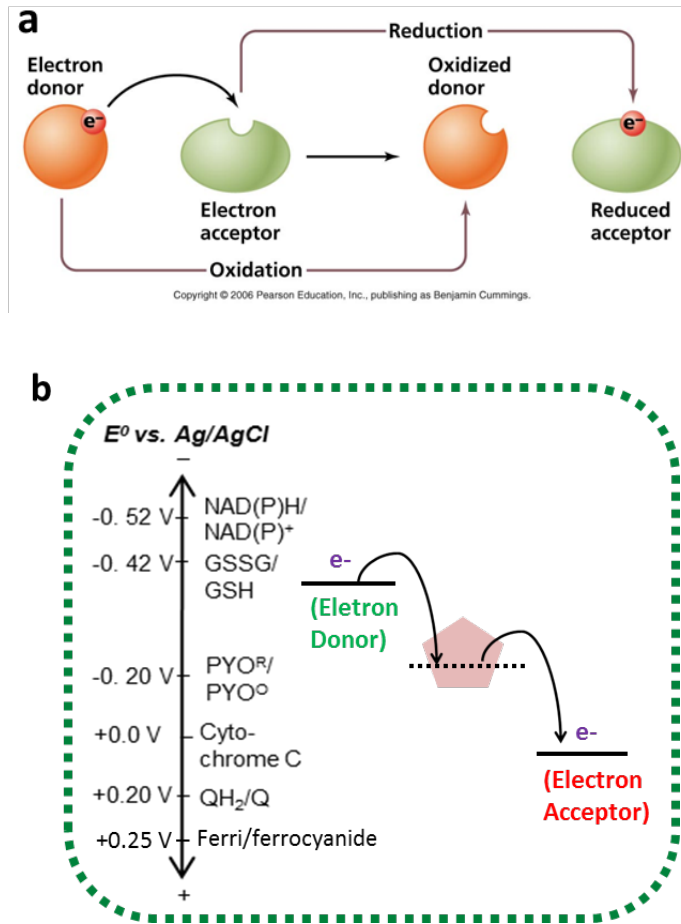 a
Reduction
Electron
donor
Oxidized
donor
e⁻
e⁻
Electron
acceptor
Reduced
acceptor
Oxidation
Copyright © 2006 Pearson Education, Inc., publishing as Benjamin Cummings.
b
E⁰ vs. Ag/AgCl
–
-0. 52 V
NAD(P)H/
NAD(P)⁺
-0. 42 V
GSSG/
GSH
e-
(Eletron
Donor)
-0. 20 V
PYOᴿ/
PYOᴼ
+0.0 V
Cyto-
chrome C
e-
(Electron
Acceptor)
+0.20 V
QH₂/Q
+0.25 V
Ferri/ferrocyanide
+